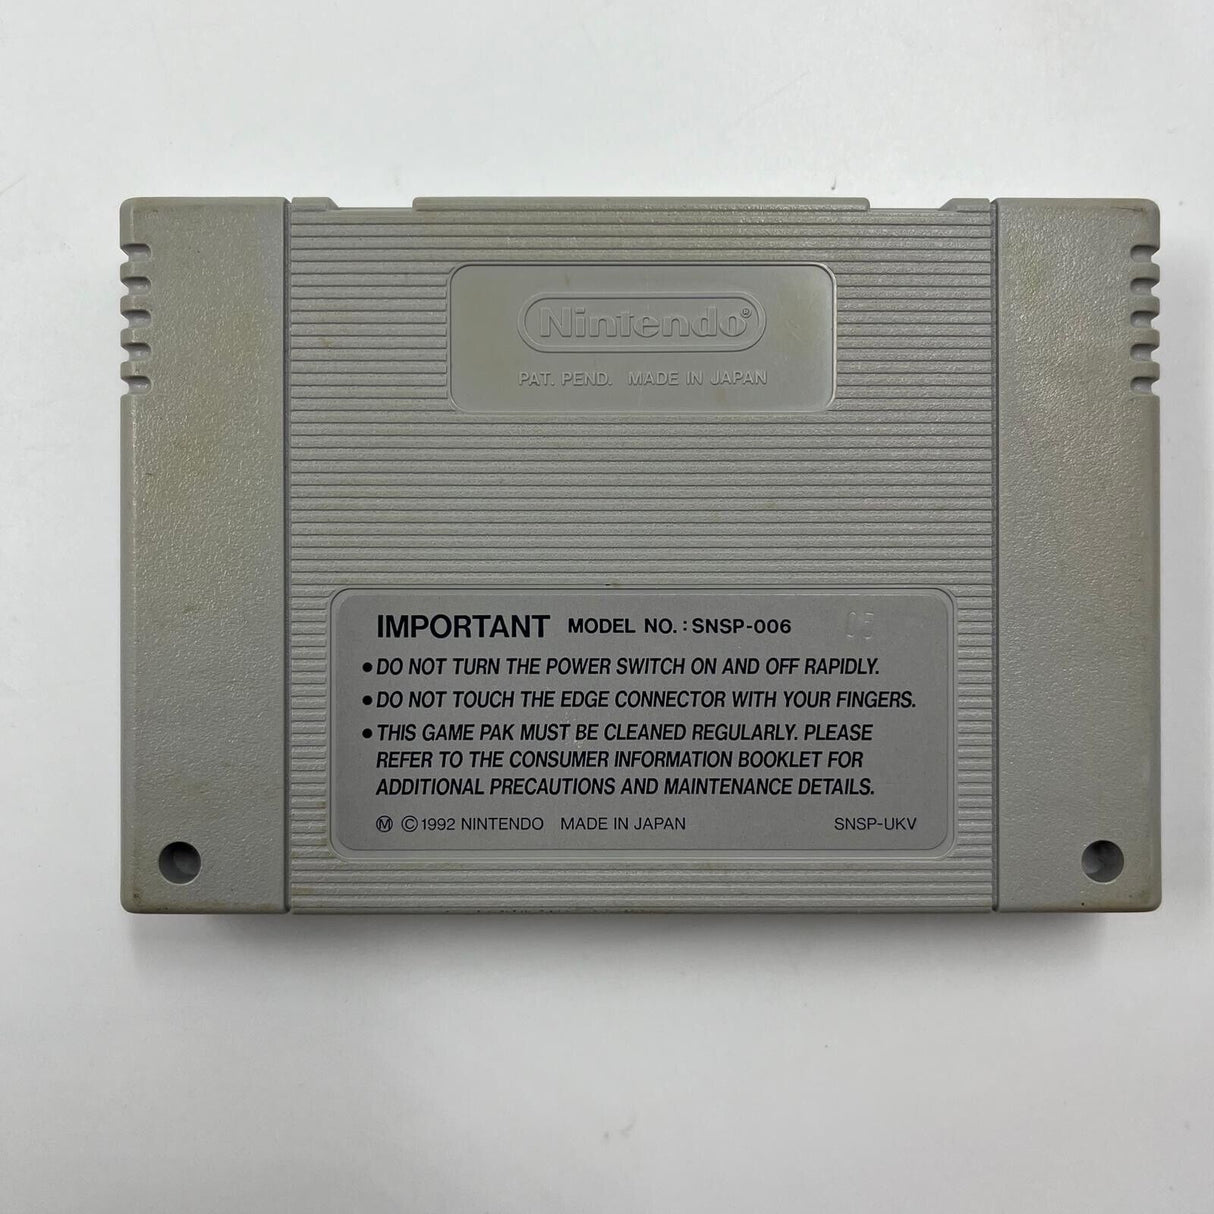 Nintendo®
PAT. PEND. MADE IN JAPAN
IMPORTANT MODEL NO.: SNSP-006
05
• DO NOT TURN THE POWER SWITCH ON AND OFF RAPIDLY.
• DO NOT TOUCH THE EDGE CONNECTOR WITH YOUR FINGERS.
• THIS GAME PAK MUST BE CLEANED REGULARLY. PLEASE
REFER TO THE CONSUMER INFORMATION BOOKLET FOR
ADDITIONAL PRECAUTIONS AND MAINTENANCE DETAILS.
Ⓜ ©1992 NINTENDO MADE IN JAPAN SNSP-UKV